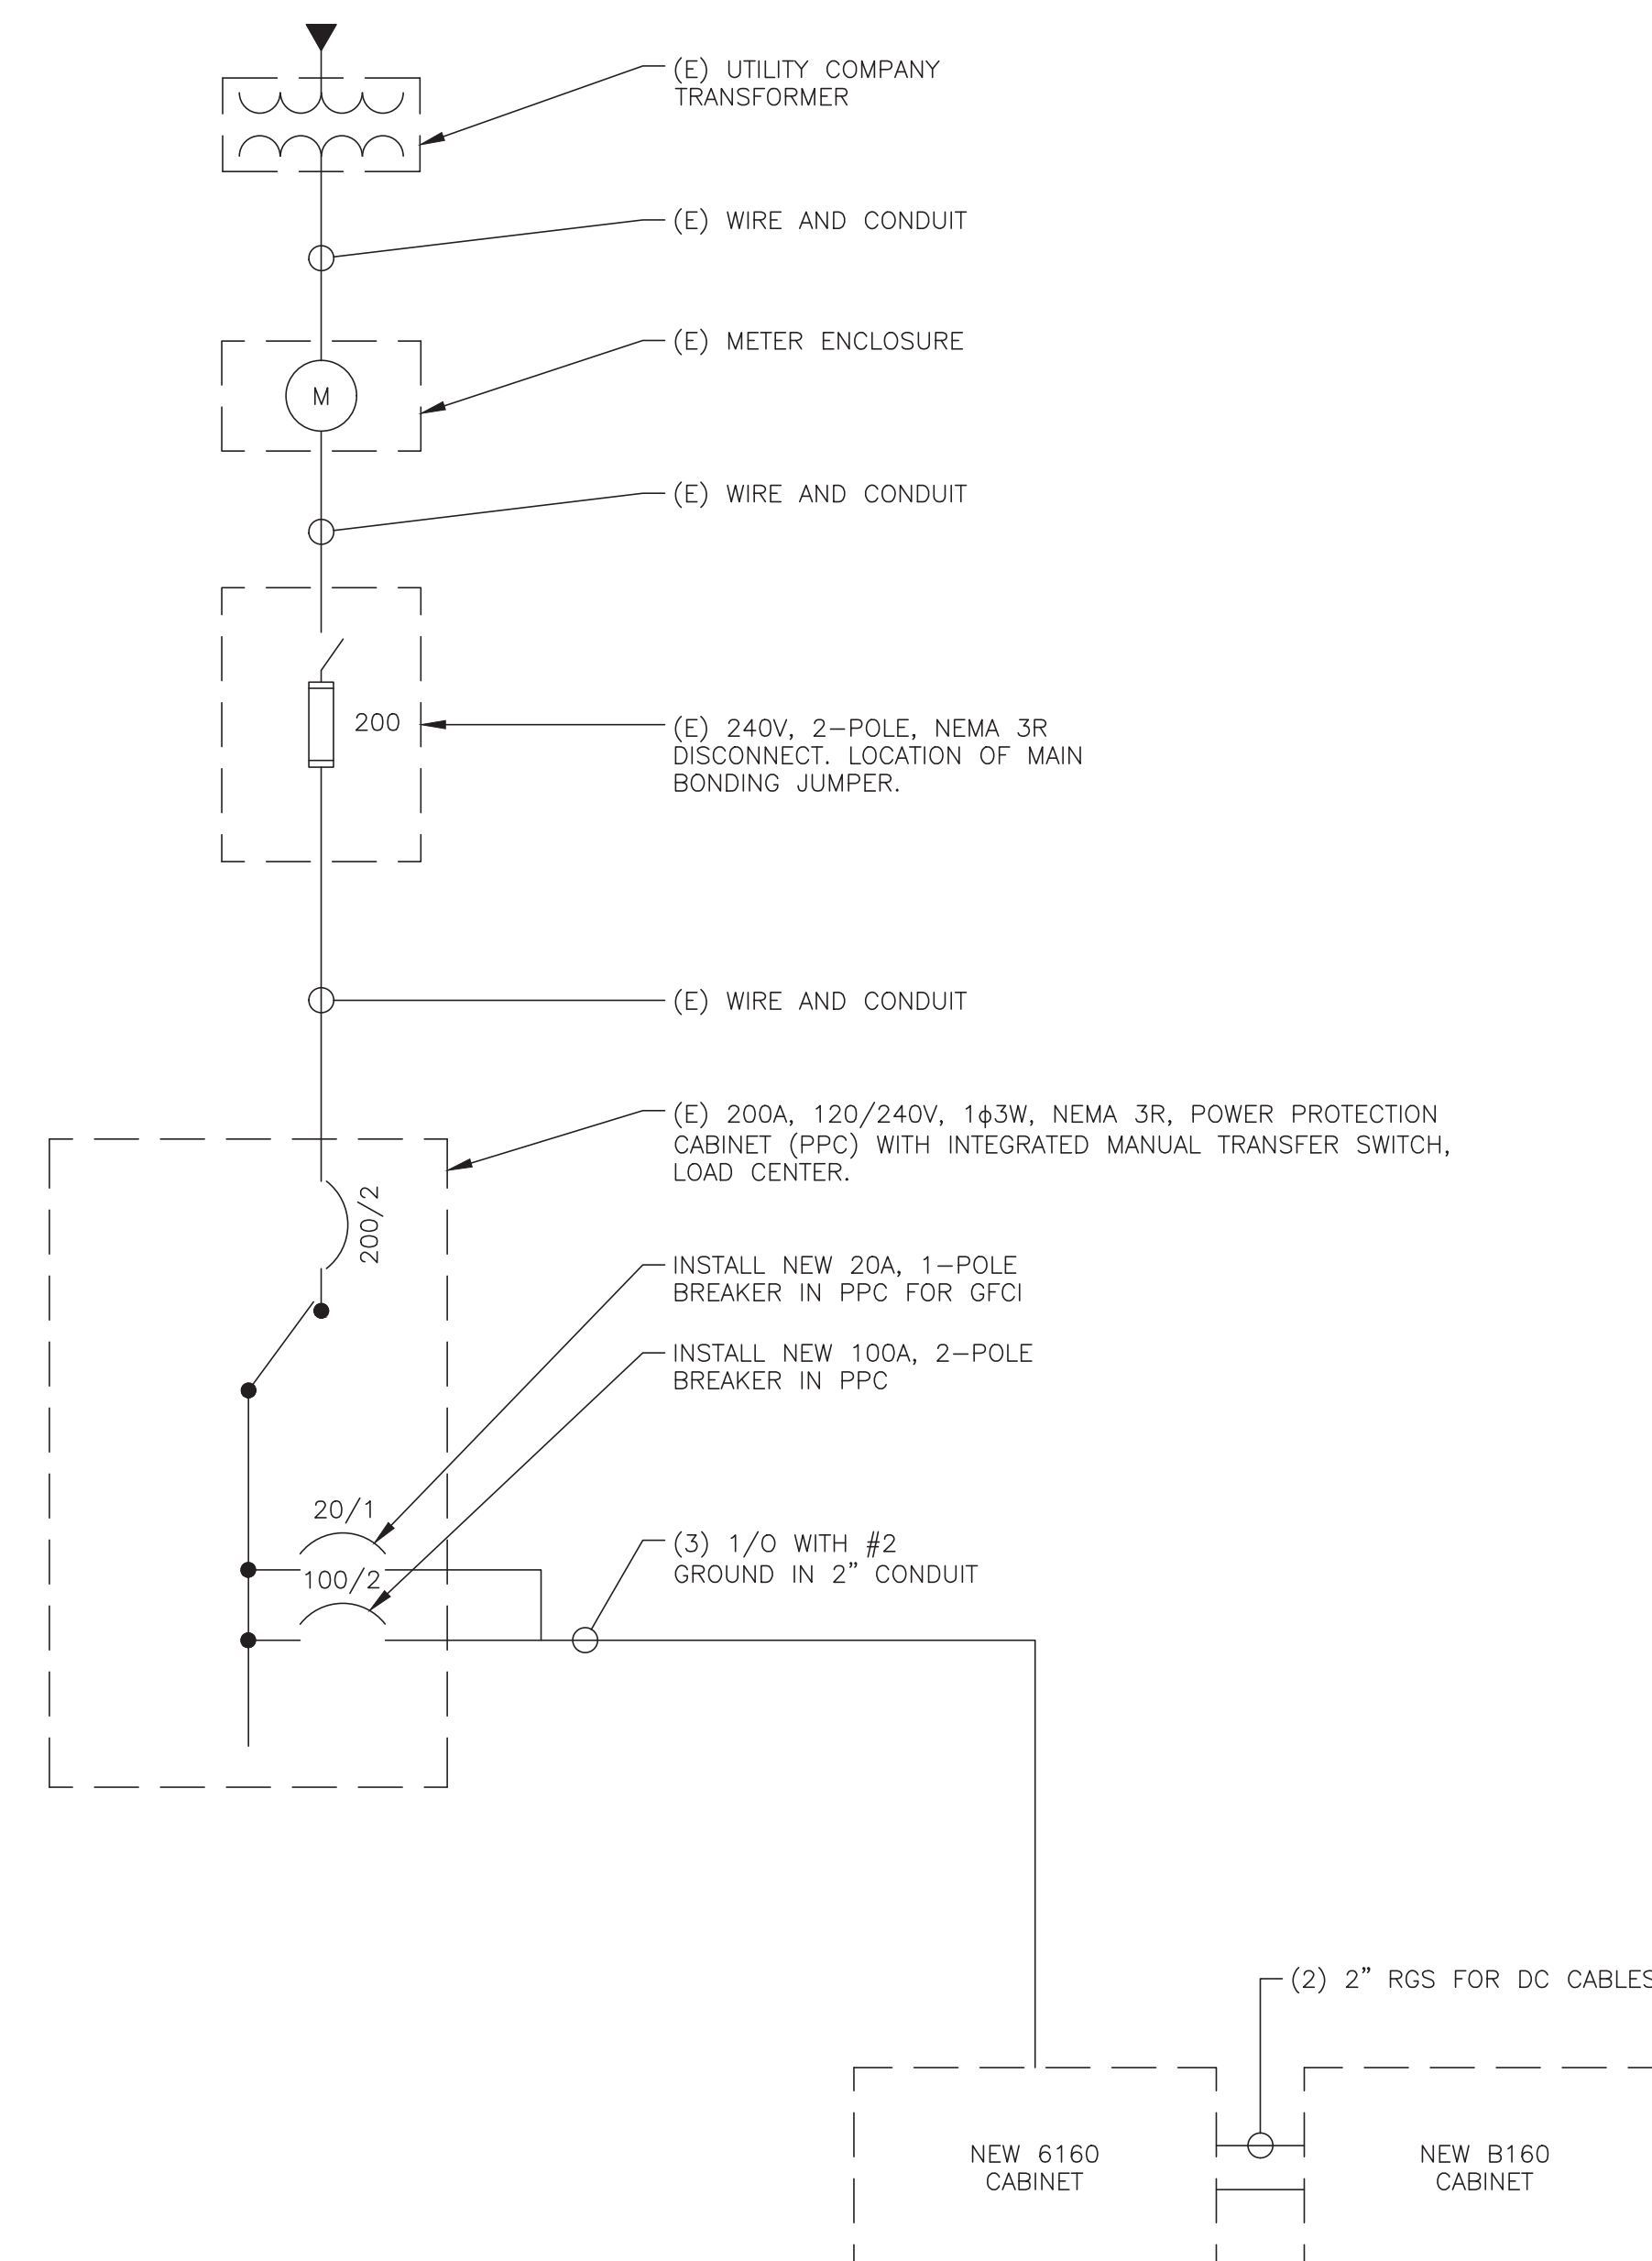 (E) UTILITY COMPANY
TRANSFORMER
(E) WIRE AND CONDUIT
(E) METER ENCLOSURE
M
(E) WIRE AND CONDUIT
200
(E) 240V, 2-POLE, NEMA 3R
DISCONNECT. LOCATION OF MAIN
BONDING JUMPER.
(E) WIRE AND CONDUIT
(E) 200A, 120/240V, 1ϕ3W, NEMA 3R, POWER PROTECTION
CABINET (PPC) WITH INTEGRATED MANUAL TRANSFER SWITCH,
LOAD CENTER.
200/2
INSTALL NEW 20A, 1-POLE
BREAKER IN PPC FOR GFCI
INSTALL NEW 100A, 2-POLE
BREAKER IN PPC
20/1
100/2
(3) 1/0 WITH #2
GROUND IN 2" CONDUIT
(2) 2" RGS FOR DC CABLES
NEW 6160
CABINET
NEW B160
CABINET